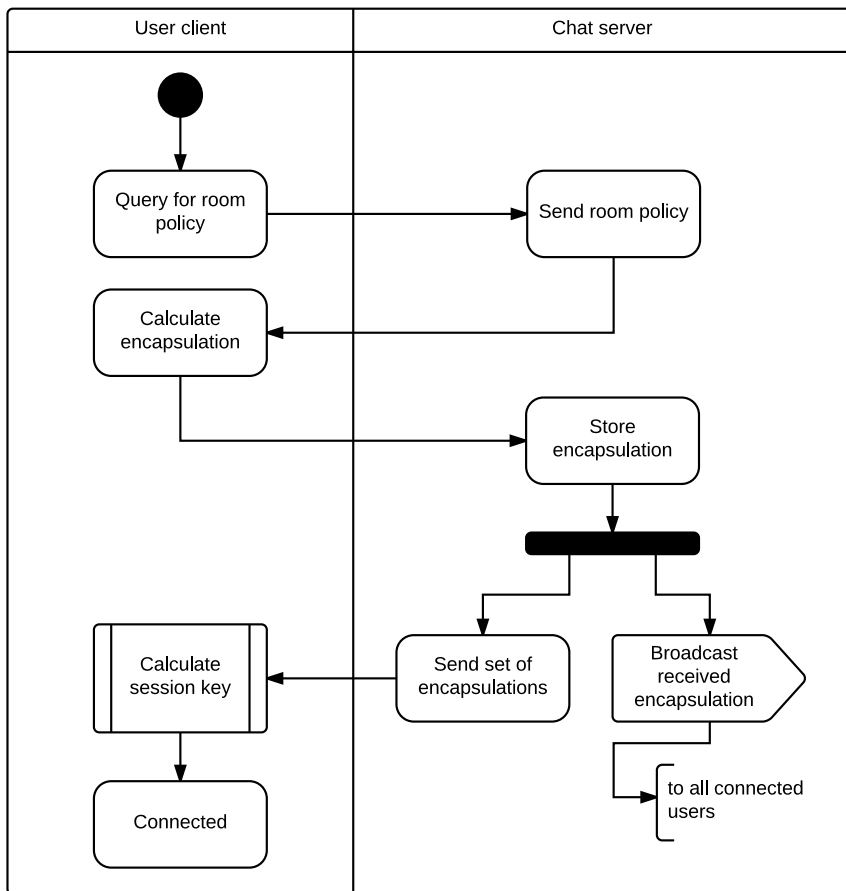 User client
Chat server
Query for room
policy
Send room policy
Calculate
encapsulation
Store
encapsulation
Calculate
session key
Send set of
encapsulations
Broadcast
received
encapsulation
to all connected
users
Connected